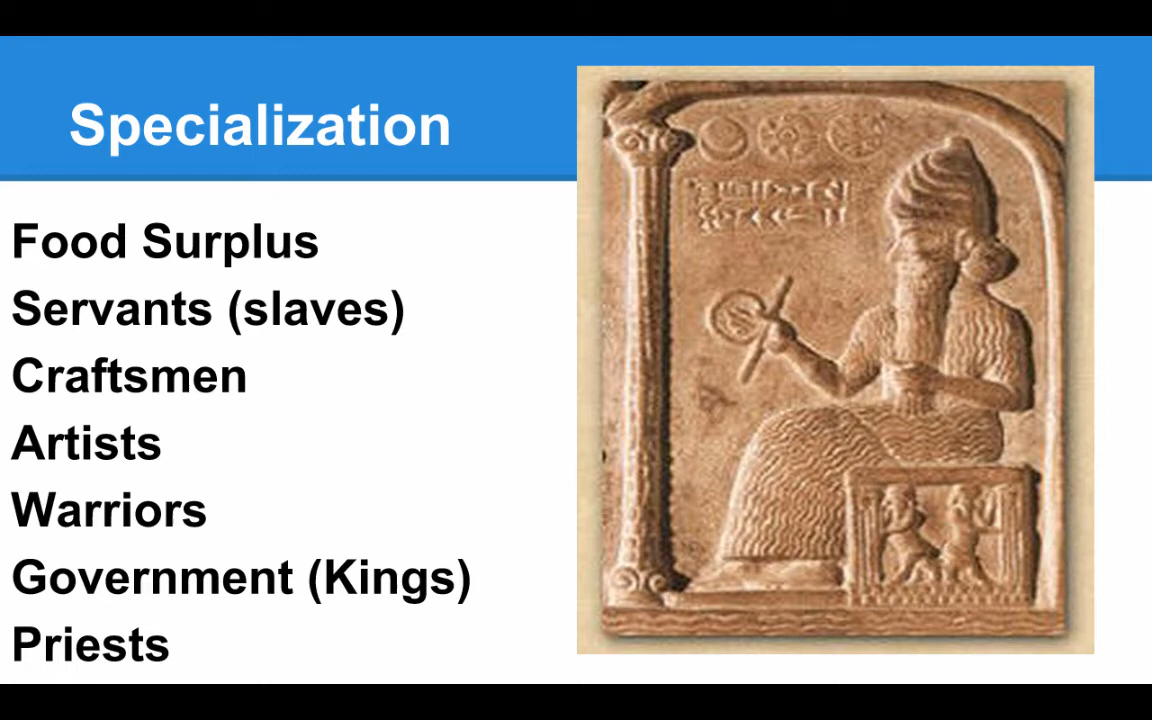 Specialization
Food Surplus
Servants (slaves)
Craftsmen
Artists
Warriors
Government (Kings)
Priests